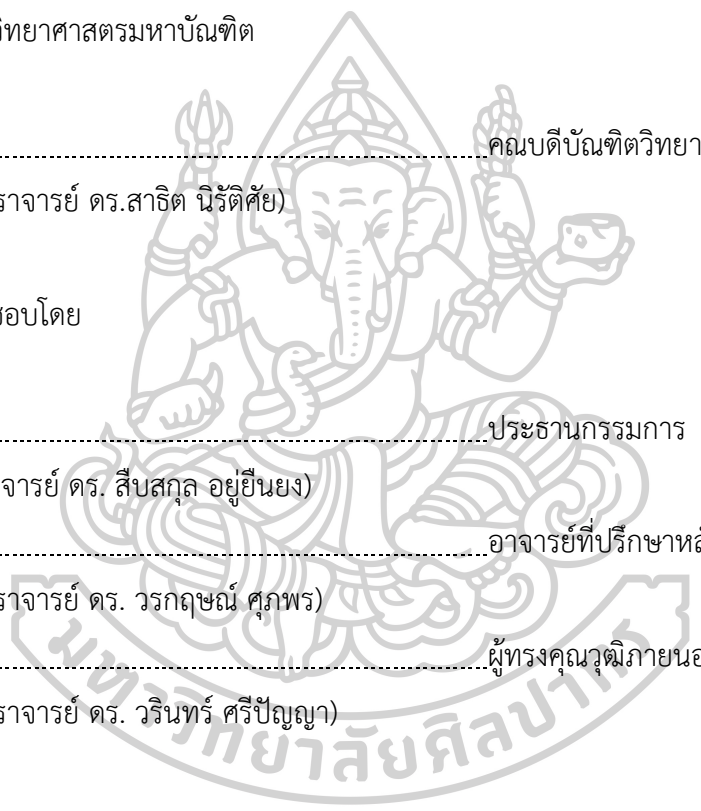 วิทยาศาสตรมหาบัณฑิต
คณบดีบัณฑิตวิทยา
ราจารย์ ดร.สาธิต นิรัติศัย)
สอบโดย
ประธานกรรมการ
จารย์ ดร. สืบสกุล อยู่ยืนยง)
อาจารย์ที่ปรึกษาหลั
ราจารย์ ดร. วรกฤษณ์ ศุภพร)
ผู้ทรงคุณวุฒิภายนอ
ราจารย์ ดร. วรินทร์ ศรีปัญญา)
มหาวิทยาลัยศิลปากร